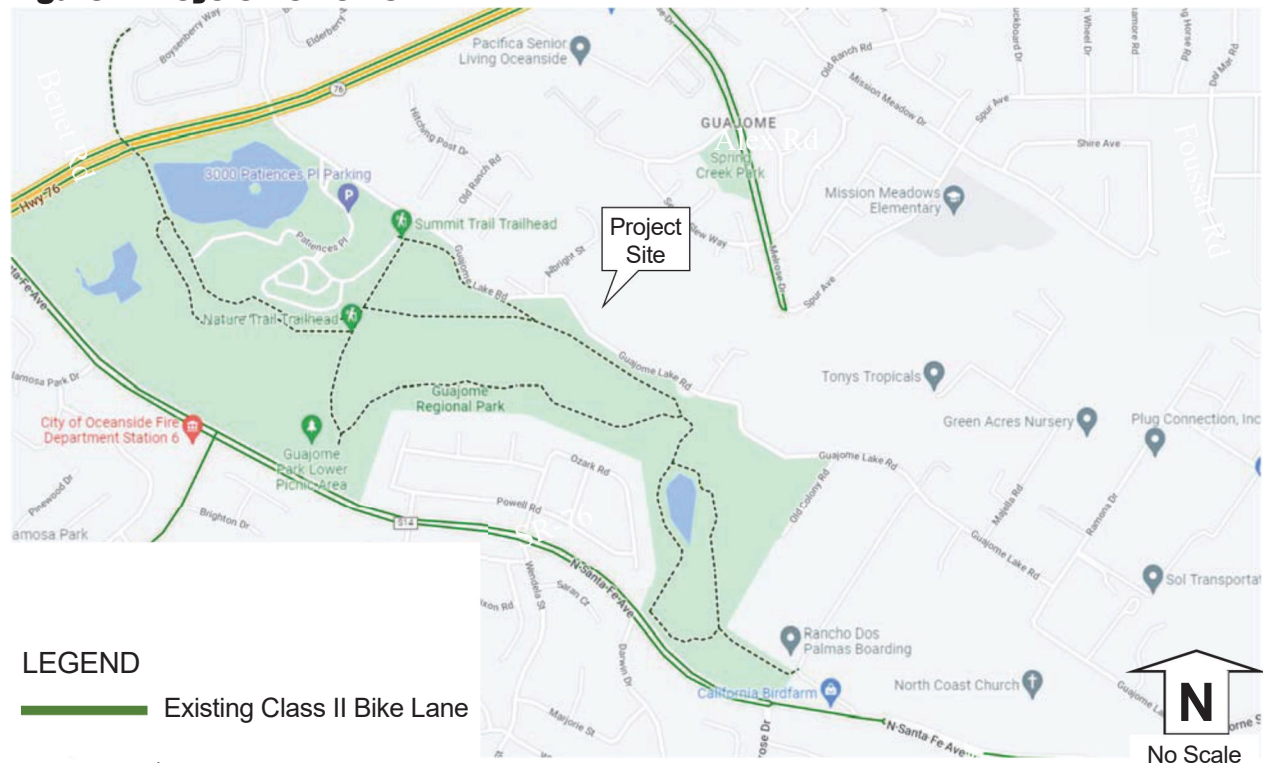 Boysenberry Way
Elderberry
Pacifica Senior
Living Oceanside
Old Ranch Rd
Mission Meadow Dr
Spur Ave
Shire Ave
Del Mar Rd
Benet Rd
76
Hwy 76
Hitching Post Dr
Old Ranch Rd
GUAJOME
Alex Rd
Spring
Creek Park
Foussat Rd
3000 Patiences Pl Parking
P
Patiences Pl
Summit Trail Trailhead
Mission Meadows
Elementary
Project
Site
Albright St
Guajome Lake Rd
Melrose Dr
Spur Ave
Nature Trail Trailhead
Guajome Lake Rd
Guajome
Regional Park
Tonys Tropicals
Green Acres Nursery
Plug Connection, Inc
City of Oceanside Fire
Department Station 6
Guajome
Park Lower
Picnic Area
Pinewood Dr
Brighton Dr
amosa Park
Ozark Rd
Powell Rd
S14
SR-76
N Santa Fe Ave
Guajome Lake Rd
Old Colony Rd
Majella Rd
Ramona Dr
Guajome Lake Rd
Sol Transporta
Wendela St
Saran Ct
Darwin Dr
Marjorie St
Rancho Dos
Palmas Boarding
California Birdfarm
North Coast Church
N Santa Fe Ave
LEGEND
Existing Class II Bike Lane
N
No Scale